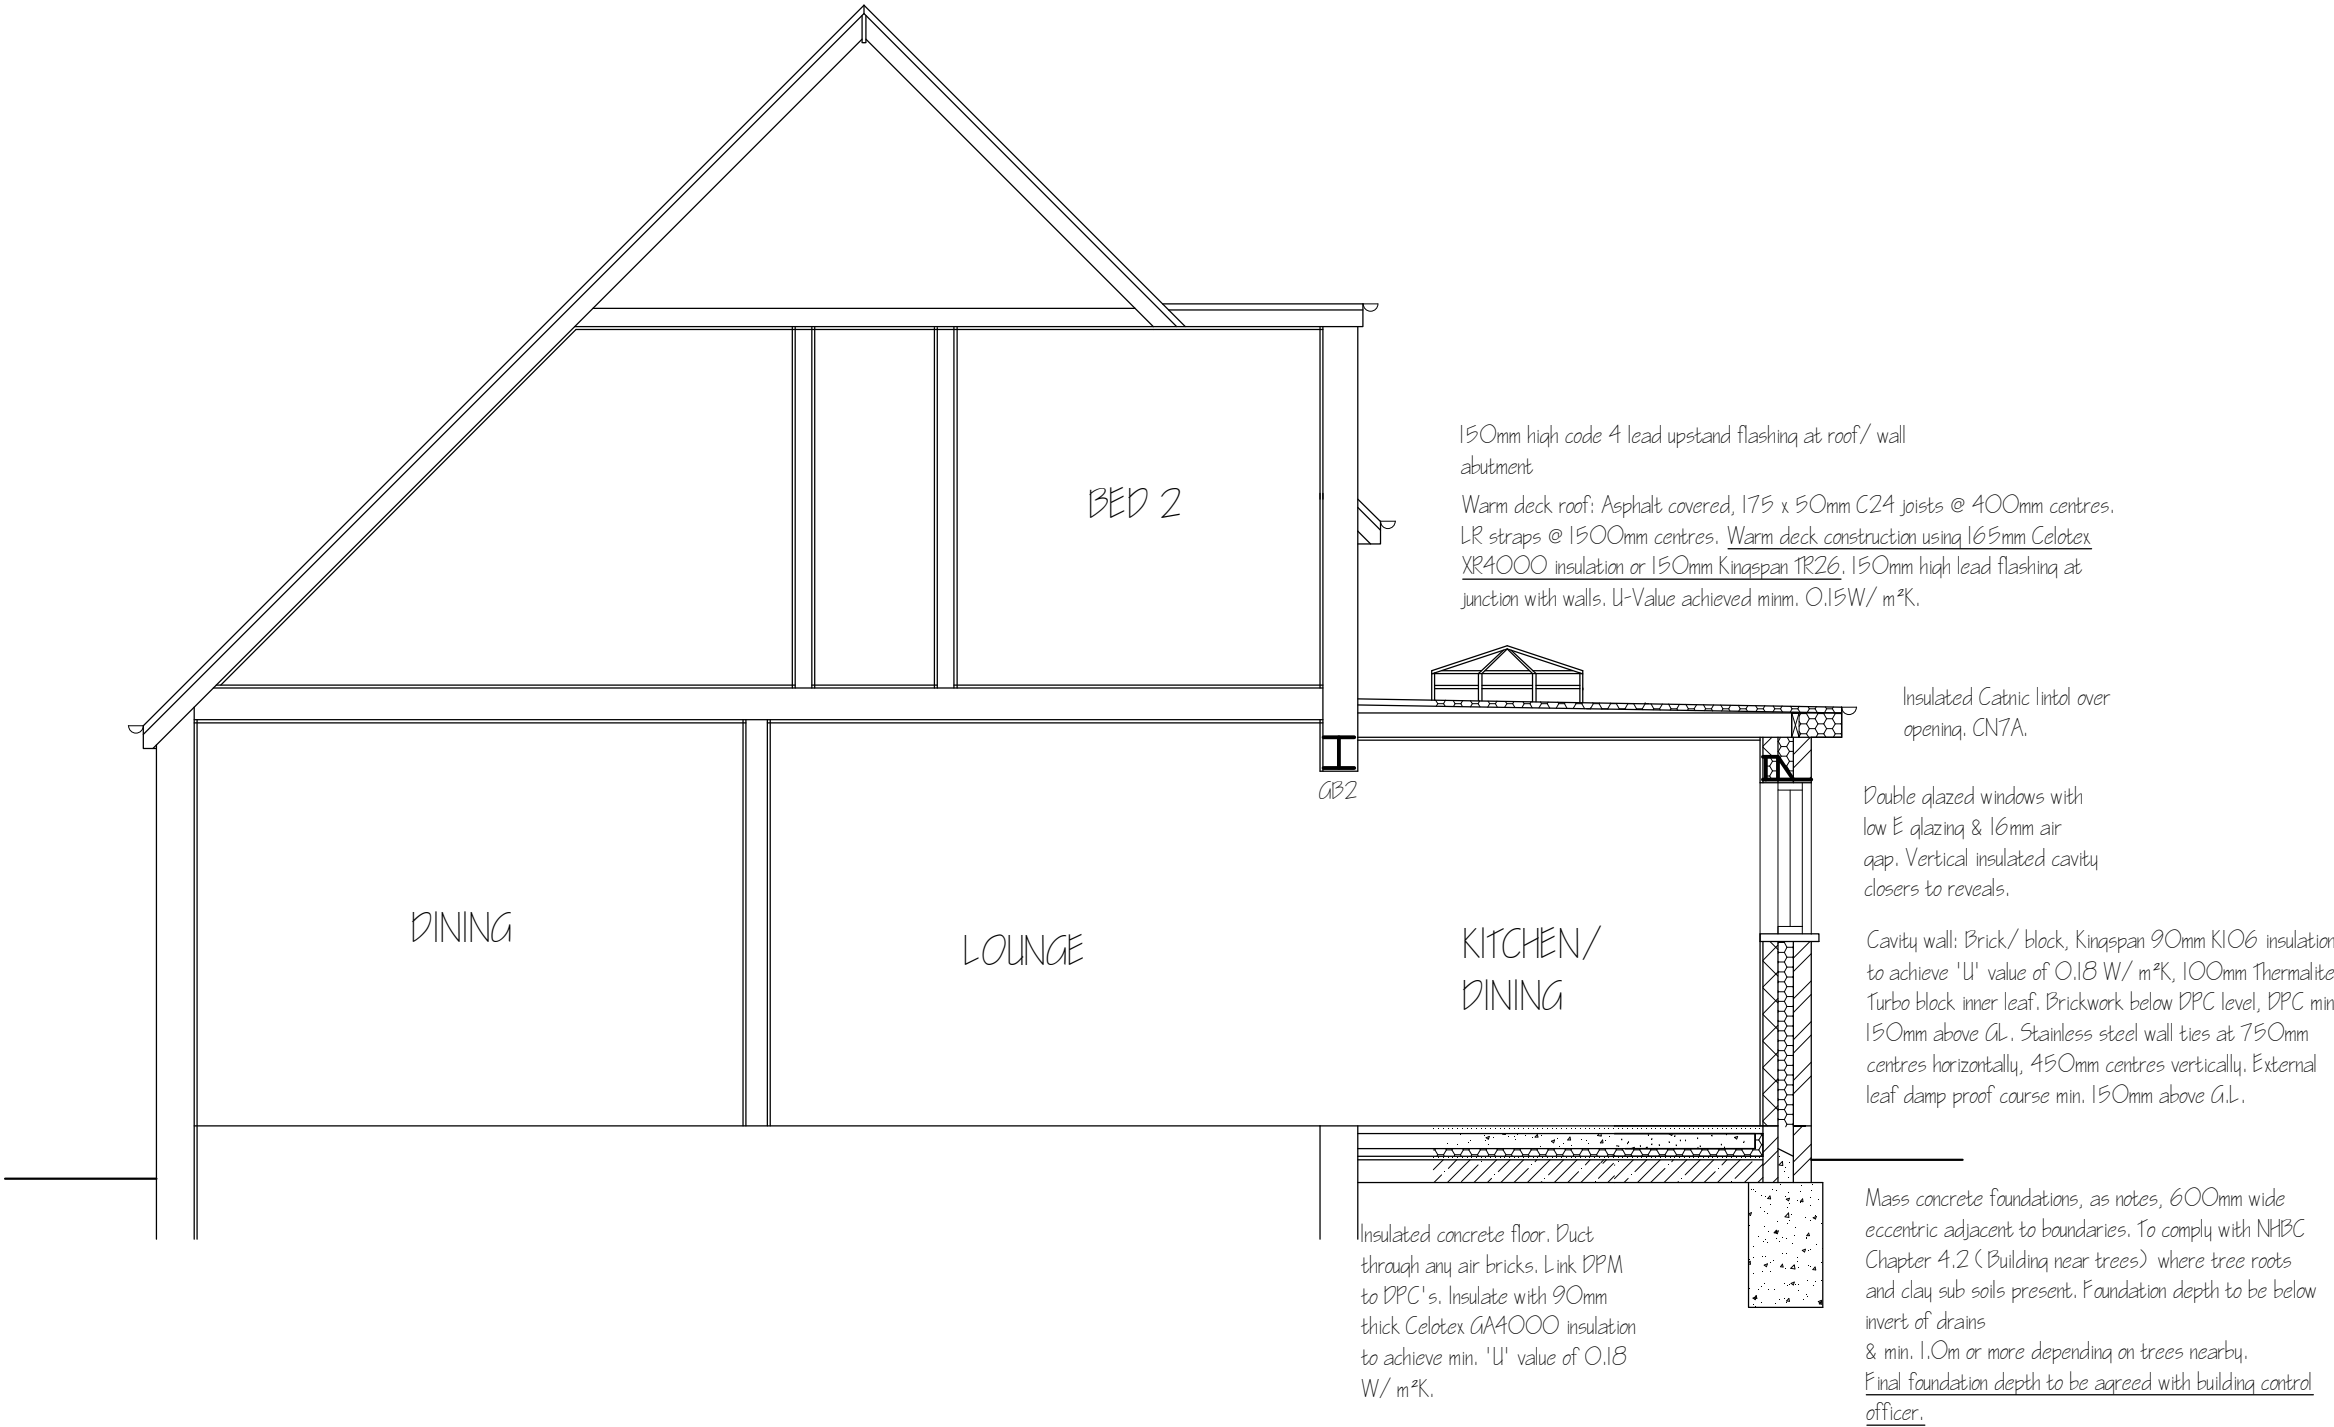 150mm high code 4 lead upstand flashing at roof/ wall
abutment
Warm deck roof: Asphalt covered, 175 x 50mm C24 joists @ 400mm centres.
LR straps @ 1500mm centres. Warm deck construction using 165mm Celotex
XR4000 insulation or 150mm Kingspan TR26. 150mm high lead flashing at
junction with walls. U-Value achieved minm. 0.15W/ m²K.
BED 2
Insulated Catnic lintol over
opening. CN7A.
GB2
Double glazed windows with
low E glazing & 16mm air
gap. Vertical insulated cavity
closers to reveals.
DINING
LOUNGE
KITCHEN/
DINING
Cavity wall: Brick/ block, Kingspan 90mm K106 insulation
to achieve 'U' value of 0.18 W/ m²K, 100mm Thermalite
Turbo block inner leaf. Brickwork below DPC level, DPC min
150mm above GL. Stainless steel wall ties at 750mm
centres horizontally, 450mm centres vertically. External
leaf damp proof course min. 150mm above G.L.
Insulated concrete floor. Duct
through any air bricks. Link DPM
to DPC's. Insulate with 90mm
thick Celotex GA4000 insulation
to achieve min. 'U' value of 0.18
W/ m²K.
Mass concrete foundations, as notes, 600mm wide
eccentric adjacent to boundaries. To comply with NHBC
Chapter 4.2 ( Building near trees) where tree roots
and clay sub soils present. Foundation depth to be below
invert of drains
& min. 1.0m or more depending on trees nearby.
Final foundation depth to be agreed with building control
officer.